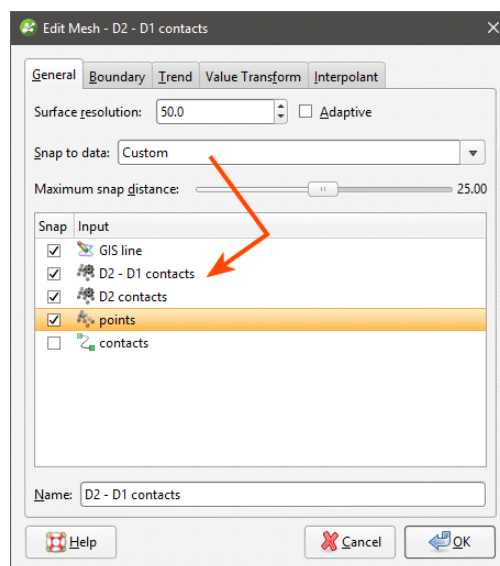 Edit Mesh - D2 - D1 contacts
General Boundary Trend Value Transform Interpolant
Surface resolution: 50.0 Adaptive
Snap to data: Custom
Maximum snap distance: 25.00
Snap Input
GIS line
D2 - D1 contacts
D2 contacts
points
contacts
Name: D2 - D1 contacts
Help Cancel OK